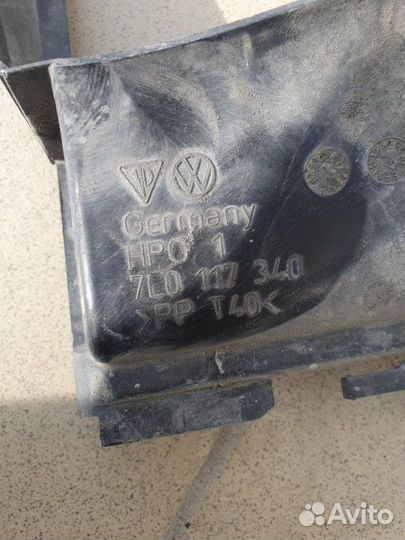 Germany
HPO 1
7L0 117 340
>PP T40<
Avito